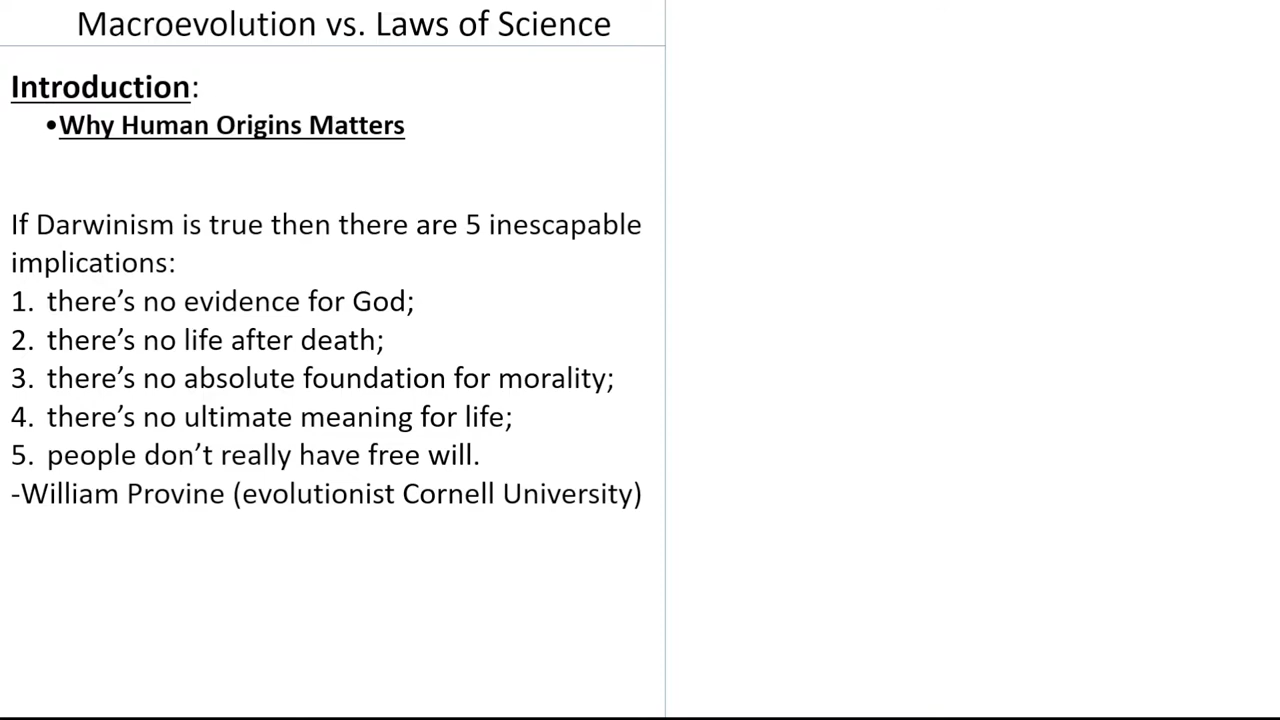 Macroevolution vs. Laws of Science
Introduction:
•Why Human Origins Matters
If Darwinism is true then there are 5 inescapable
implications:
1. there’s no evidence for God;
2. there’s no life after death;
3. there’s no absolute foundation for morality;
4. there’s no ultimate meaning for life;
5. people don’t really have free will.
-William Provine (evolutionist Cornell University)